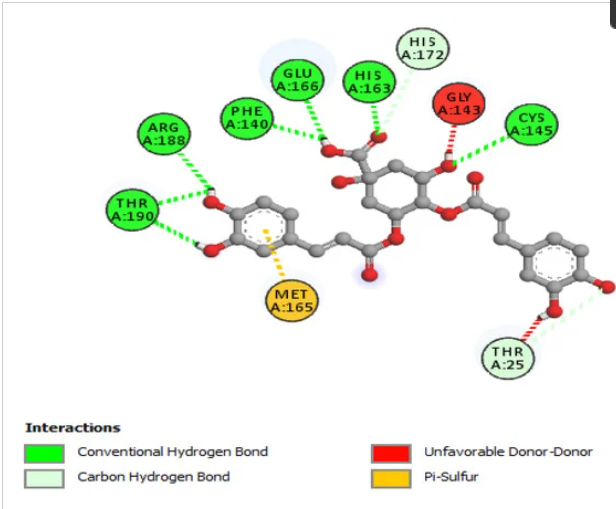 HIS
A:172
GLU
A:166
HIS
A:163
GLY
A:143
PHE
A:140
CYS
A:145
ARG
A:188
THR
A:190
MET
A:165
THR
A:25
Interactions
Conventional Hydrogen Bond
Carbon Hydrogen Bond
Unfavorable Donor-Donor
Pi-Sulfur